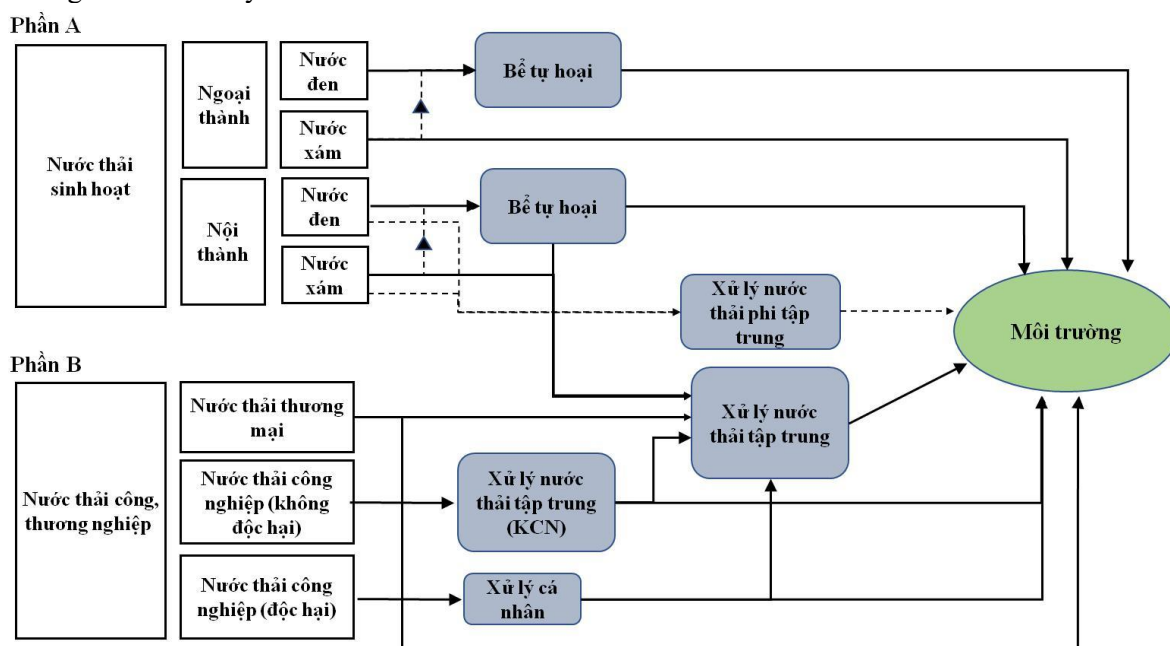 Phần A
Nước thải
sinh hoạt
Ngoại
thành
Nước
đen
Nước
xám
Bể tự hoại
Nội
thành
Nước
đen
Nước
xám
Bể tự hoại
Xử lý nước
thải phi tập
trung
Môi trường
Phần B
Nước thải công,
thương nghiệp
Nước thải thương
mại
Nước thải công
nghiệp (không
độc hại)
Nước thải công
nghiệp (độc hại)
Xử lý nước
thải tập trung
(KCN)
Xử lý cá
nhân
Xử lý nước
thải tập trung